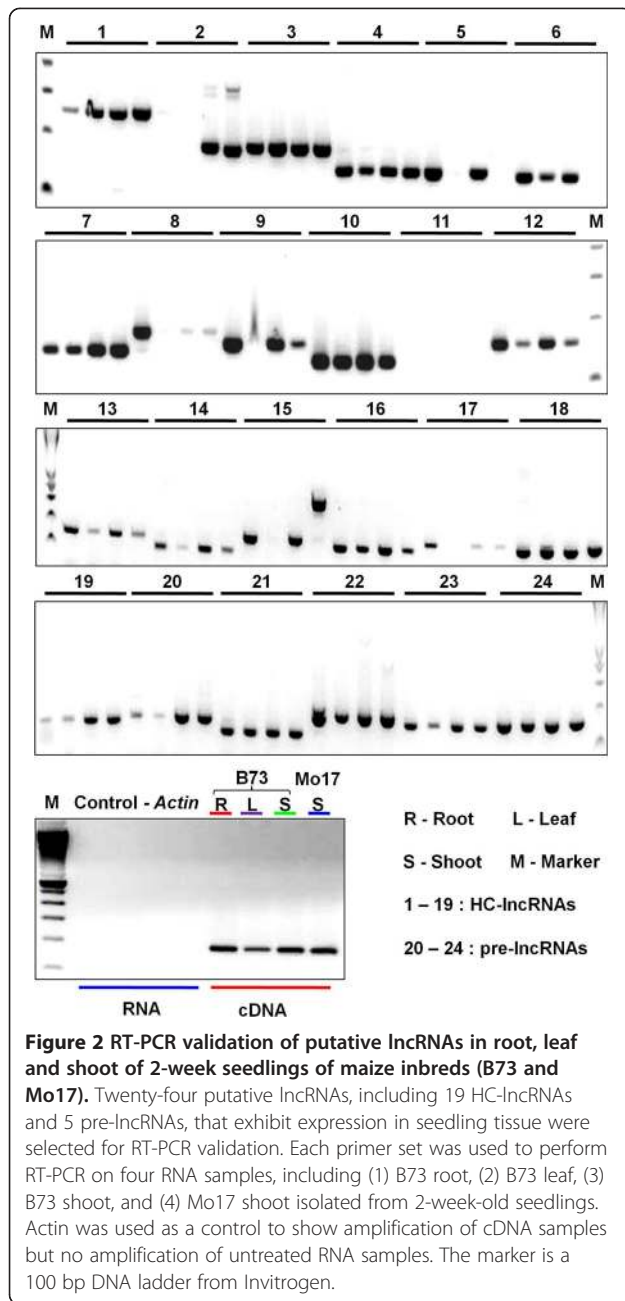 M 1 2 3 4 5 6
7 8 9 10 11 12 M
M 13 14 15 16 17 18
19 20 21 22 23 24 M
B73 Mo17
M Control - Actin R L S S
R - Root L - Leaf
S - Shoot M - Marker
1 – 19 : HC-lncRNAs
20 – 24 : pre-lncRNAs
RNA cDNA
Figure 2 RT-PCR validation of putative lncRNAs in root, leaf
and shoot of 2-week seedlings of maize inbreds (B73 and
Mo17). Twenty-four putative lncRNAs, including 19 HC-lncRNAs
and 5 pre-lncRNAs, that exhibit expression in seedling tissue were
selected for RT-PCR validation. Each primer set was used to perform
RT-PCR on four RNA samples, including (1) B73 root, (2) B73 leaf, (3)
B73 shoot, and (4) Mo17 shoot isolated from 2-week-old seedlings.
Actin was used as a control to show amplification of cDNA samples
but no amplification of untreated RNA samples. The marker is a
100 bp DNA ladder from Invitrogen.